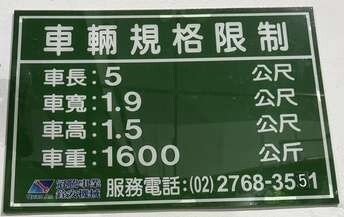 車輛規格限制
車長:5 公尺
車寬:1.9 公尺
車高:1.5 公尺
車重:1600 公斤
服務電話:(02)2768-3551